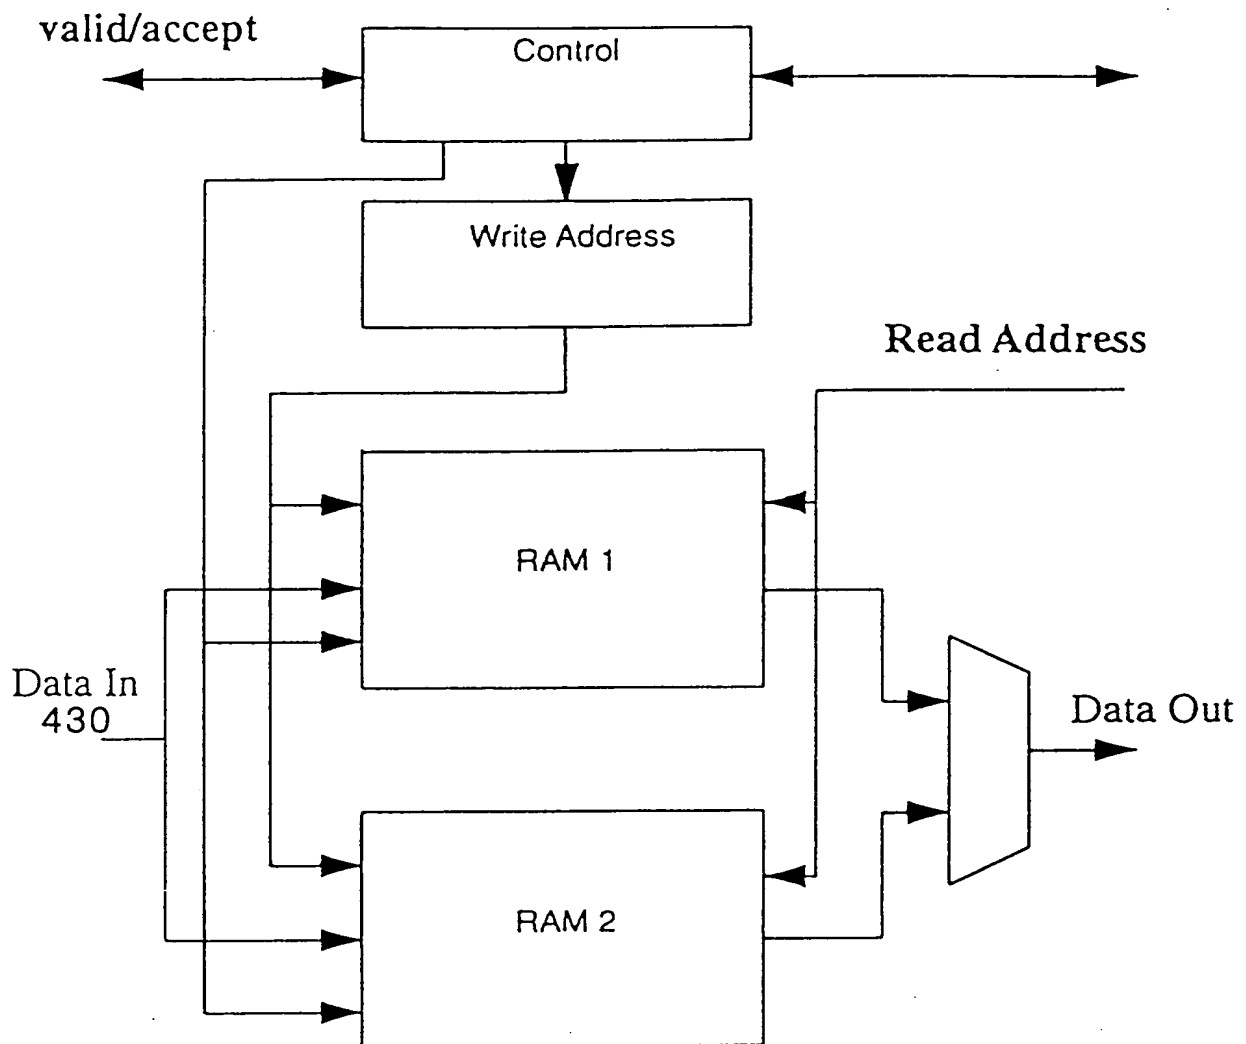 valid/accept
Control
Write Address
Read Address
RAM 1
Data In
430
Data Out
RAM 2